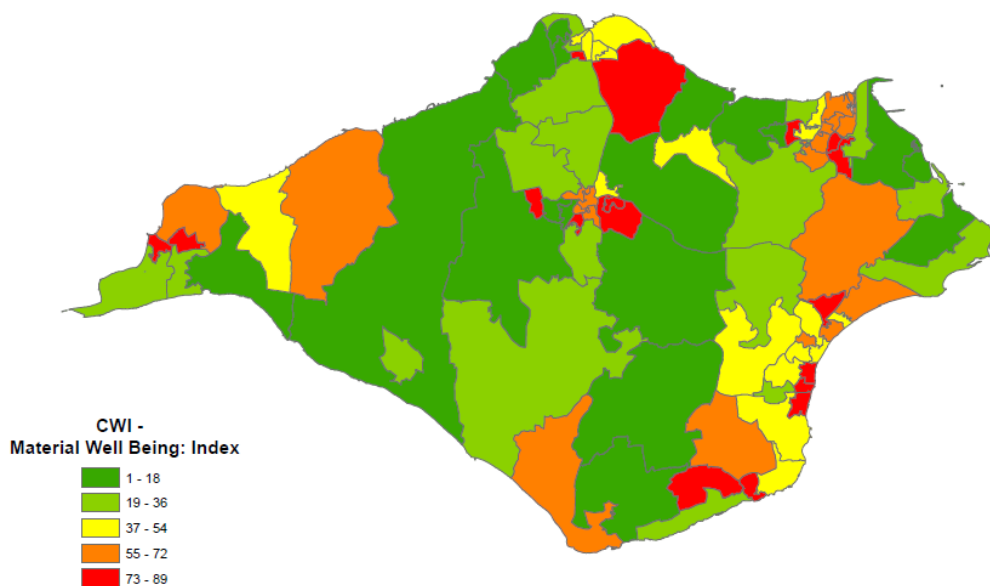 CWI -
Material Well Being: Index
1 - 18
19 - 36
37 - 54
55 - 72
73 - 89